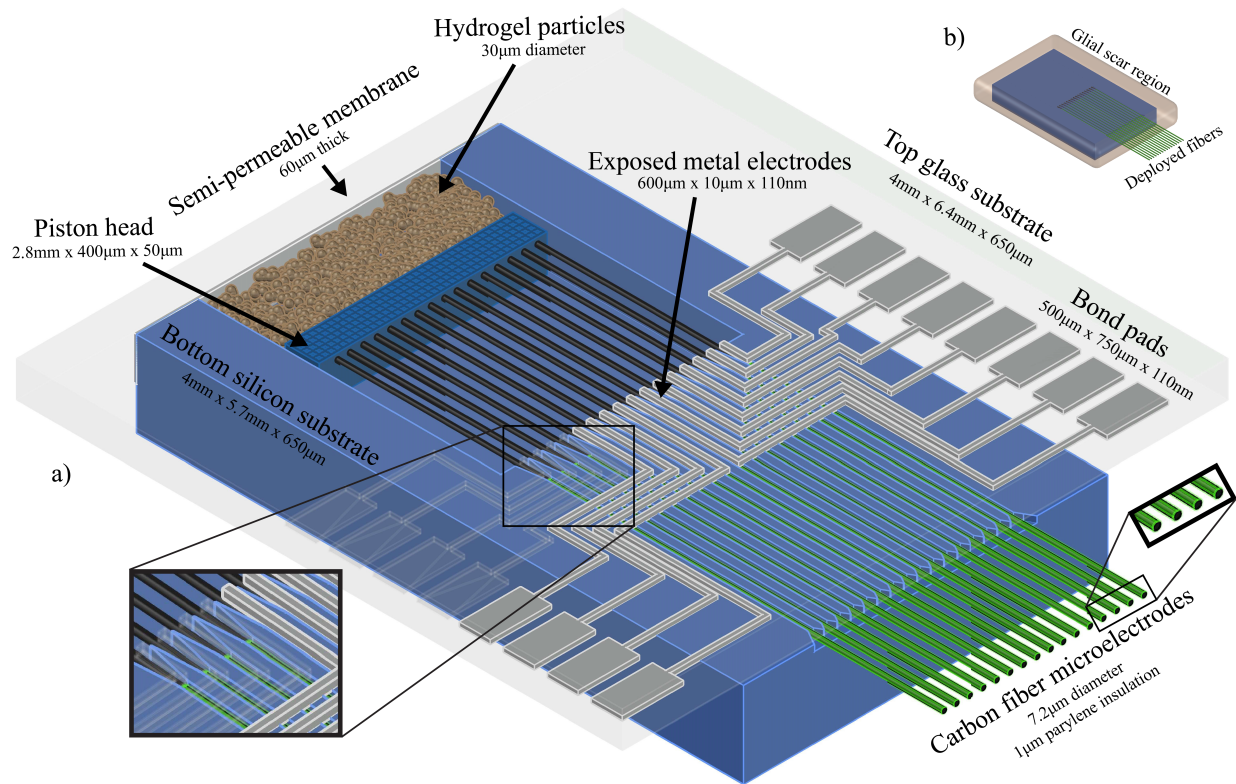 Hydrogel particles
30μm diameter
b)
Glial scar region
Deployed fibers
Semi-permeable membrane
60μm thick
Exposed metal electrodes
600μm x 10μm x 110nm
Top glass substrate
4mm x 6.4mm x 650μm
Piston head
2.8mm x 400μm x 50μm
Bond pads
500μm x 750μm x 110nm
Bottom silicon substrate
4mm x 5.7mm x 650μm
a)
Carbon fiber microelectrodes
7.2μm diameter
1μm parylene insulation